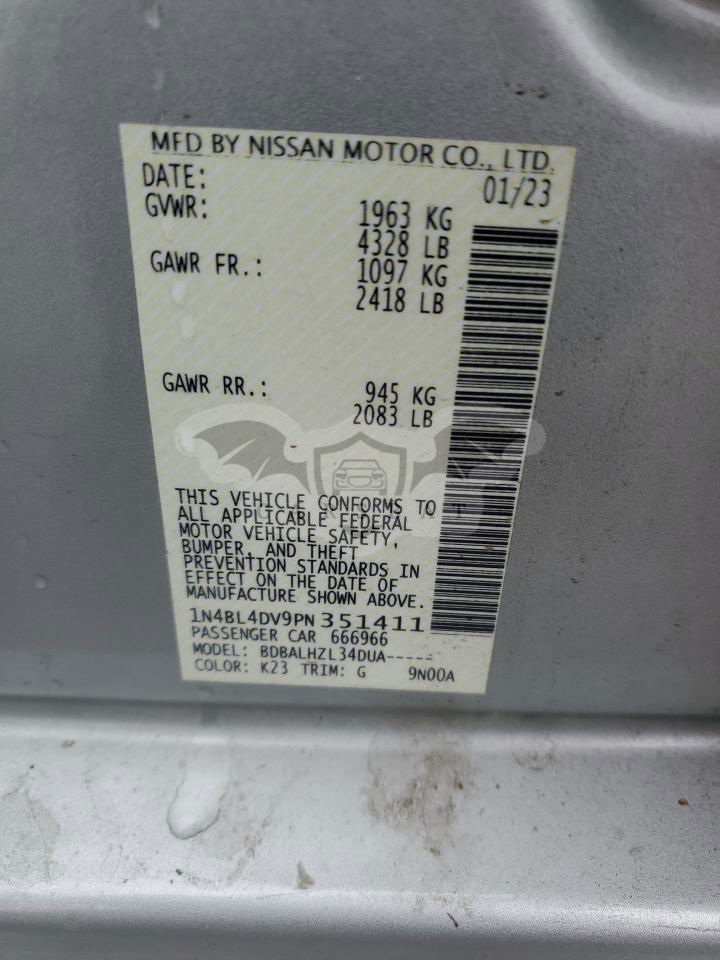 MFD BY NISSAN MOTOR CO., LTD.
DATE: 01/23
GVWR: 1963 KG
4328 LB
GAWR FR.: 1097 KG
2418 LB
GAWR RR.: 945 KG
2083 LB
THIS VEHICLE CONFORMS TO
ALL APPLICABLE FEDERAL
MOTOR VEHICLE SAFETY,
BUMPER, AND THEFT
PREVENTION STANDARDS IN
EFFECT ON THE DATE OF
MANUFACTURE SHOWN ABOVE.
1N4BL4DV9PN351411
PASSENGER CAR 666966
MODEL: BDBALHZL34DUA-----
COLOR: K23 TRIM: G 9N00A